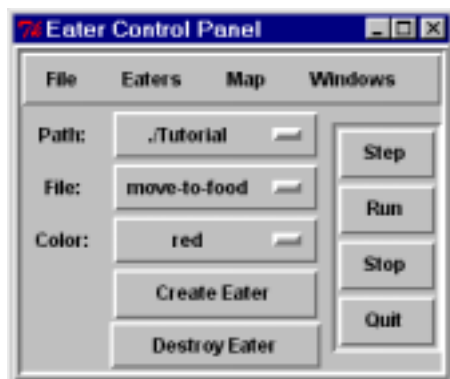 Eater Control Panel
File Eaters Map Windows
Path: ./Tutorial
Step
File: move-to-food
Run
Color: red
Stop
Create Eater
Quit
Destroy Eater